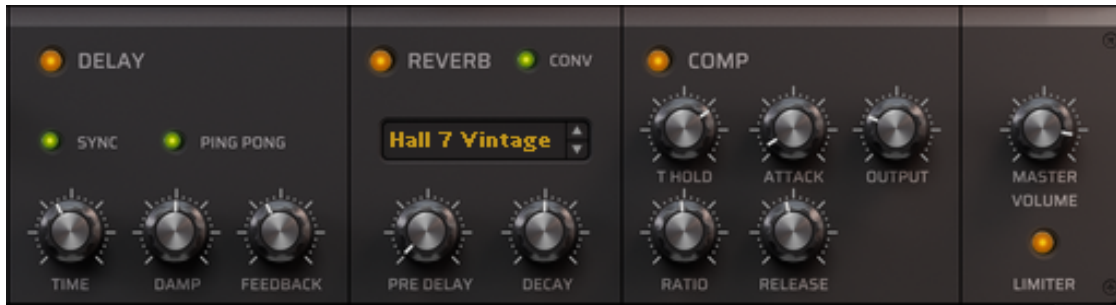 DELAY
SYNC
PING PONG
TIME
DAMP
FEEDBACK
REVERB
CONV
Hall 7 Vintage
PRE DELAY
DECAY
COMP
T HOLD
ATTACK
OUTPUT
RATIO
RELEASE
MASTER
VOLUME
LIMITER